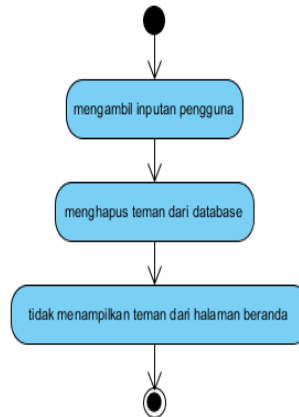 mengambil inputan pengguna
menghapus teman dari database
tidak menampilkan teman dari halaman beranda